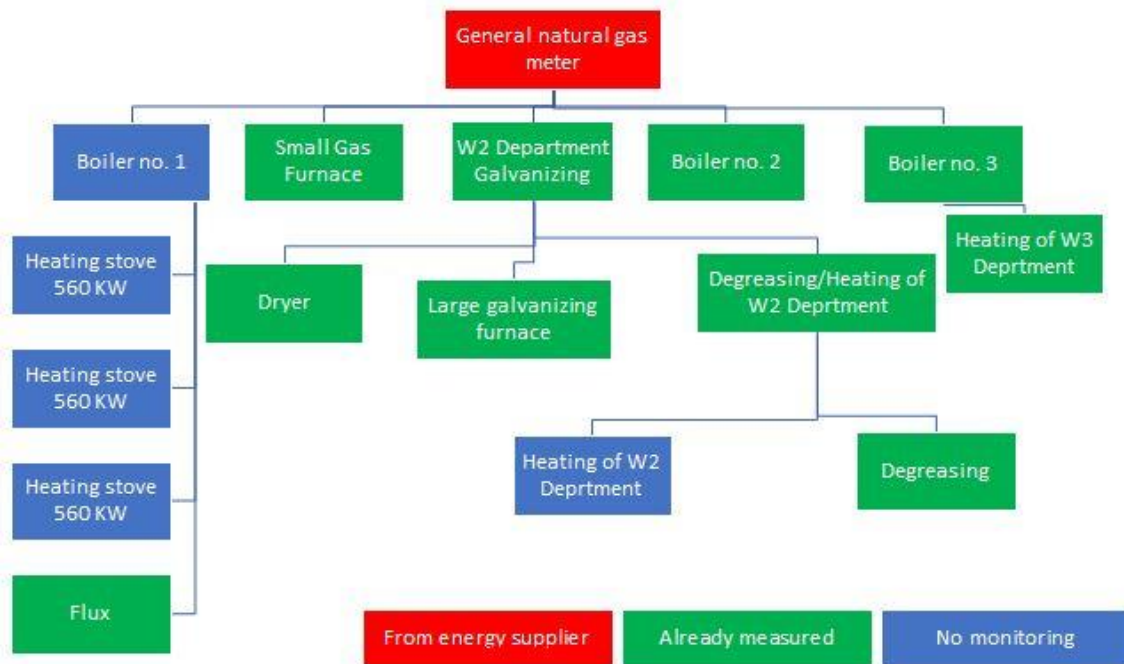 General natural gas
meter
Boiler no. 1
Small Gas
Furnace
W2 Department
Galvanizing
Boiler no. 2
Boiler no. 3
Heating stove
560 KW
Dryer
Large galvanizing
furnace
Degreasing/Heating of
W2 Deprtment
Heating of W3
Deprtment
Heating stove
560 KW
Heating stove
560 KW
Heating of W2
Deprtment
Degreasing
Flux
From energy supplier
Already measured
No monitoring